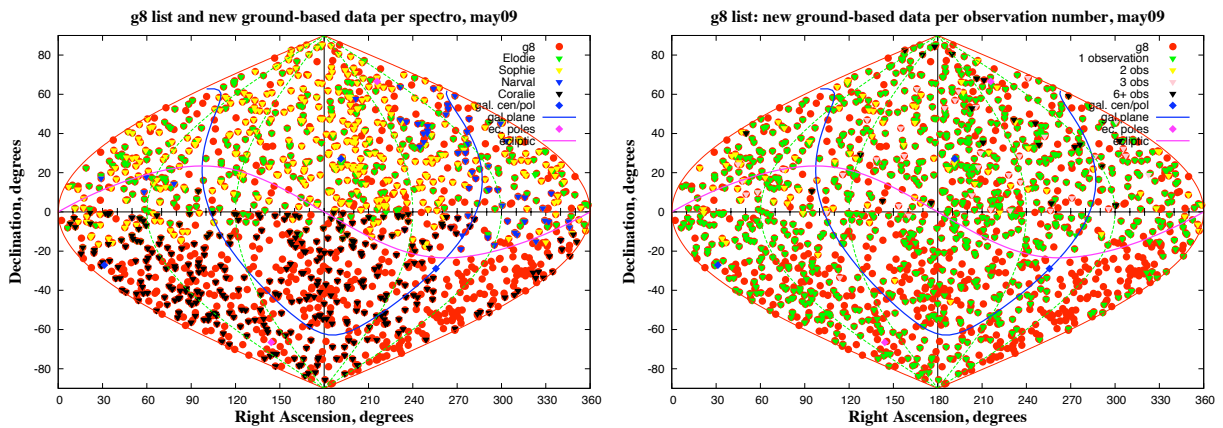 g8 list and new ground-based data per spectro, may09
g8
Elodie
Sophie
Narval
Coralie
gal. cen/pol
gal.plane
ec. poles
ecliptic
80
60
40
20
0
-20
-40
-60
-80
Declination, degrees
0 30 60 90 120 150 180 210 240 270 300 330 360
Right Ascension, degrees
g8 list: new ground-based data per observation number, may09
g8
1 observation
2 obs
3 obs
6+ obs
gal. cen/pol
gal.plane
ec. poles
ecliptic
80
60
40
20
0
-20
-40
-60
-80
Declination, degrees
0 30 60 90 120 150 180 210 240 270 300 330 360
Right Ascension, degrees